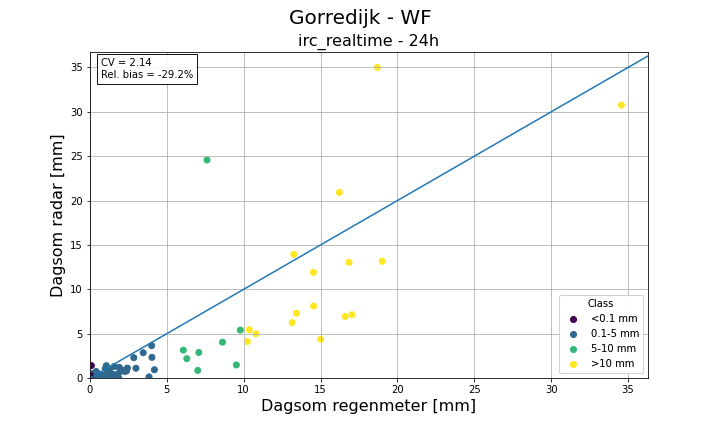 Gorredijk - WF
irc_realtime - 24h
CV = 2.14
Rel. bias = -29.2%
Dagsom radar [mm]
35
30
25
20
15
10
5
0
Class
<0.1 mm
0.1-5 mm
5-10 mm
>10 mm
0 5 10 15 20 25 30 35
Dagsom regenmeter [mm]